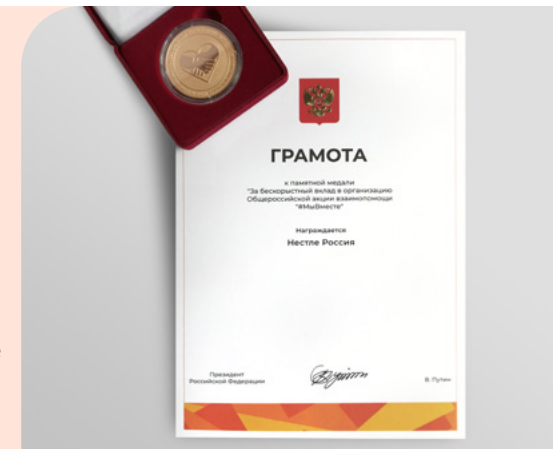 ГРАМОТА
к памятной медали
"За бескорыстный вклад в организацию
Общероссийской акции взаимопомощи
"#МыВместе"
Награждается
Нестле Россия
Президент
Российской Федерации
В. Путин